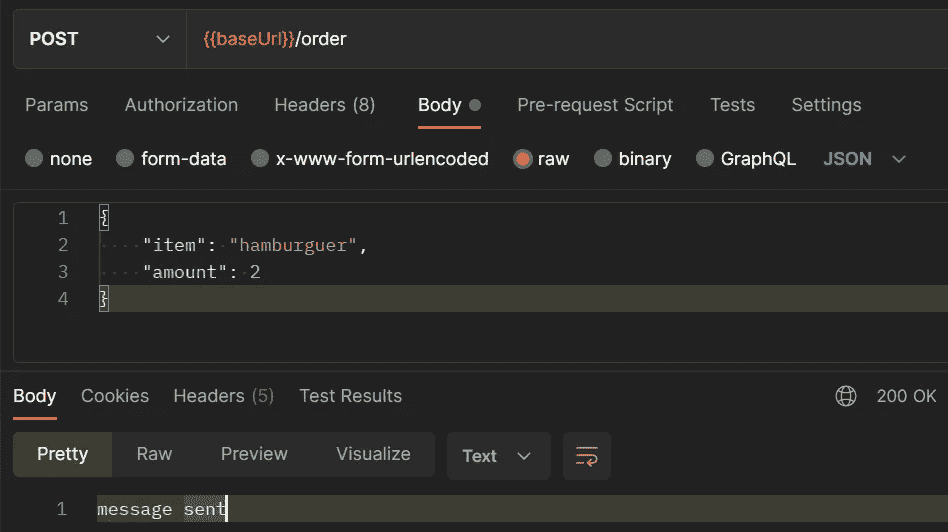 POST {{baseUrl}}/order
Params Authorization Headers (8) Body Pre-request Script Tests Settings
none form-data x-www-form-urlencoded raw binary GraphQL JSON
1 {
2 "item": "hamburguer",
3 "amount": 2
4 }
Body Cookies Headers (5) Test Results 200 OK
Pretty Raw Preview Visualize Text
1 message sent